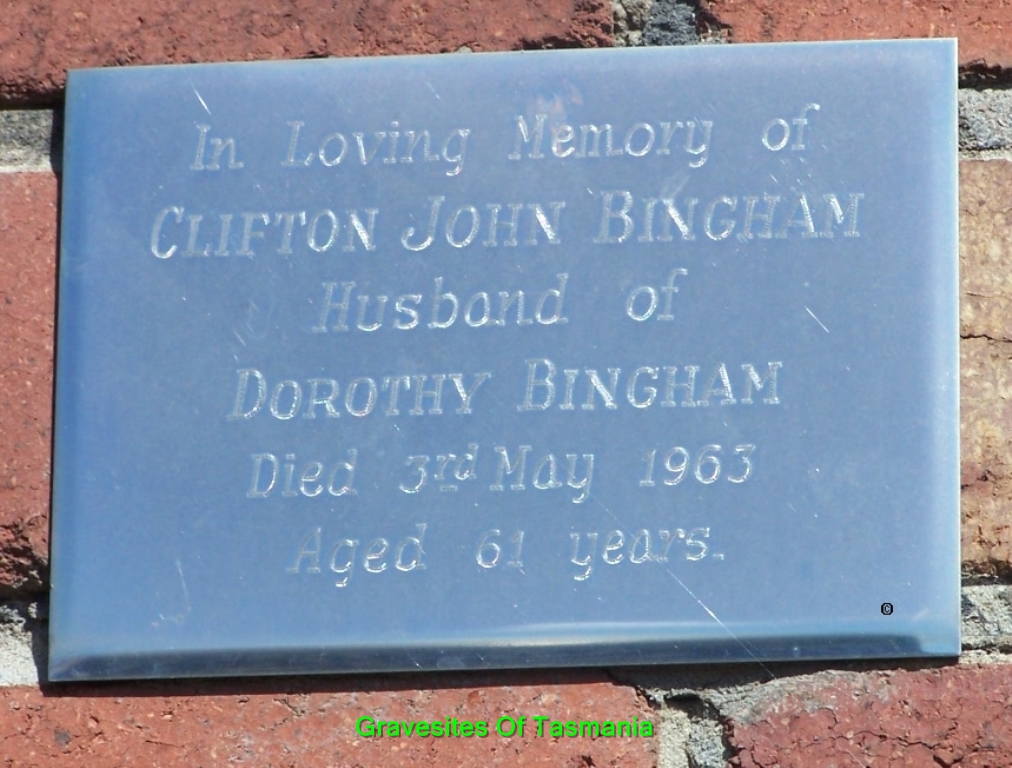 In Loving Memory of
CLIFTON JOHN BINGHAM
Husband of
DOROTHY BINGHAM
Died 3rd May 1963
Aged 61 years.
©
Gravesites Of Tasmania